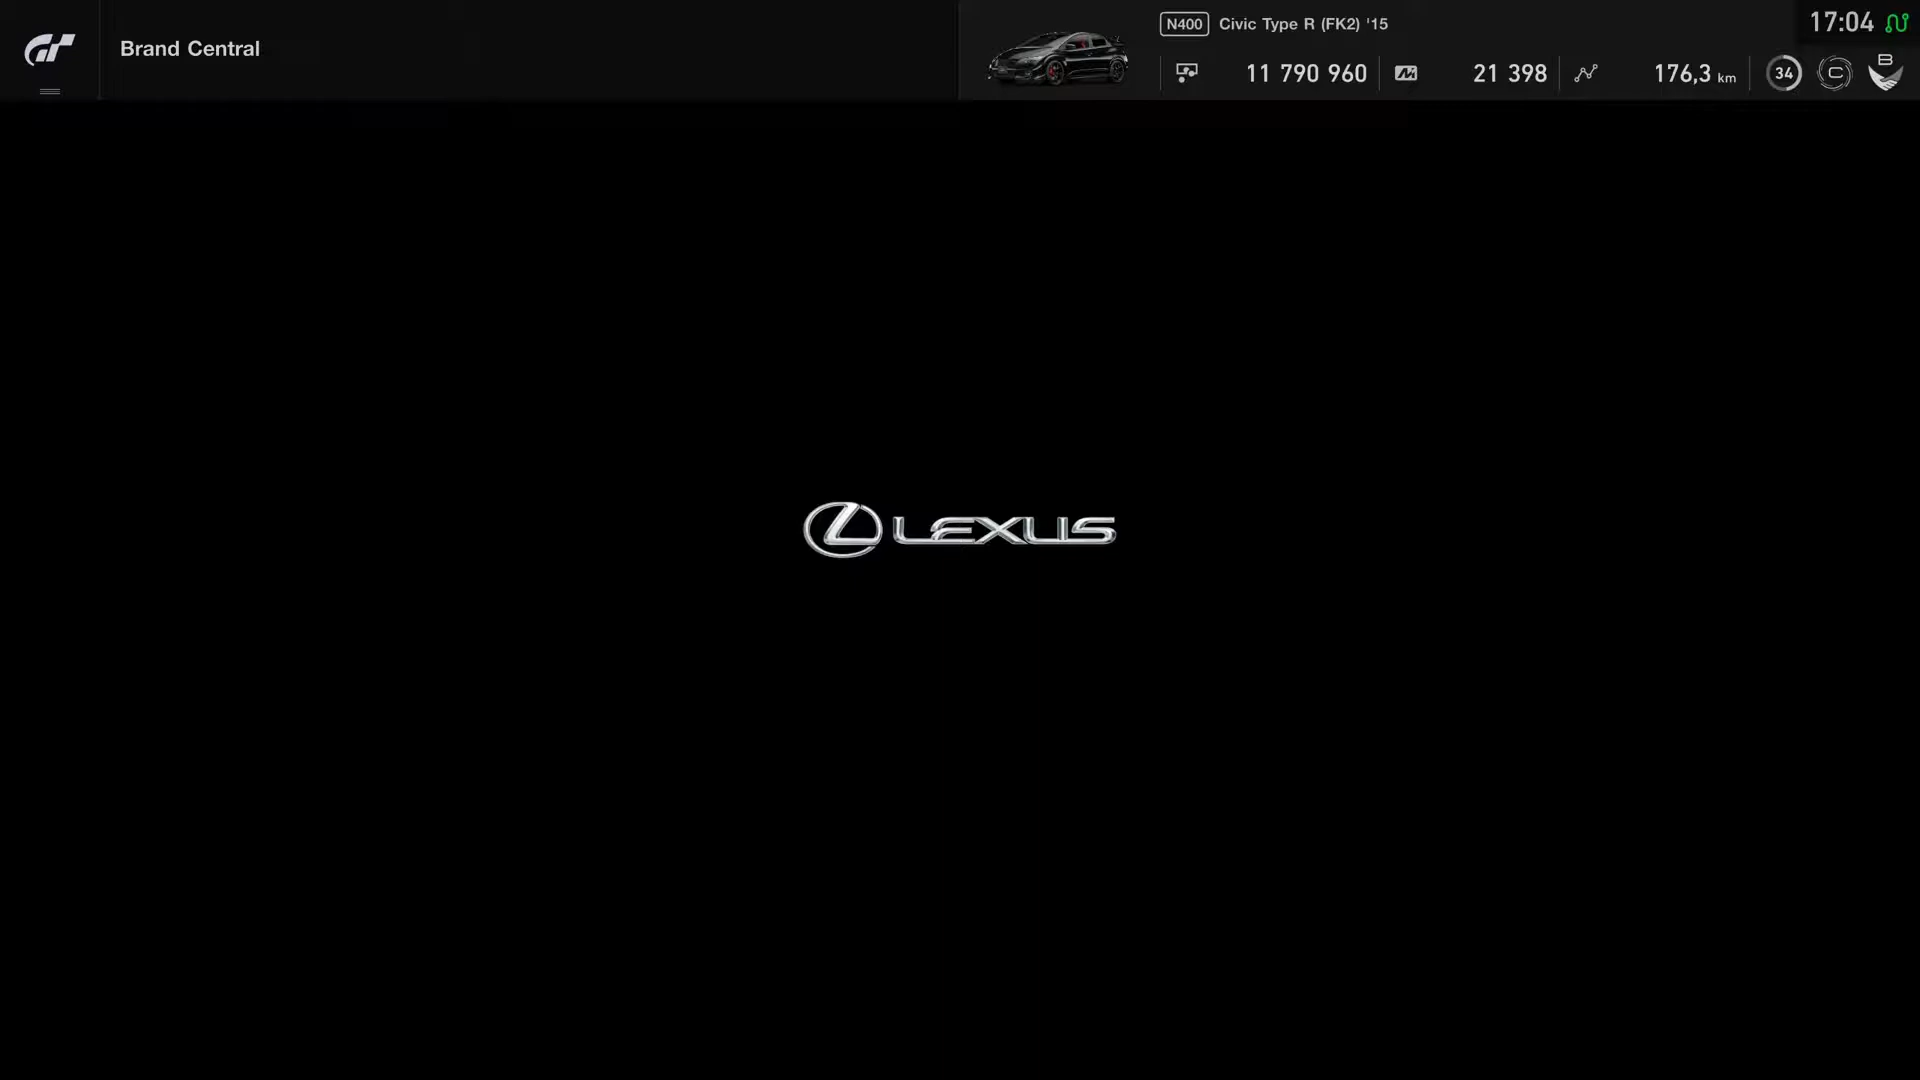 GT
Brand Central
N400 Civic Type R (FK2) '15
11 790 960
21 398
176,3 km
34
C
B
17:04
L LEXUS